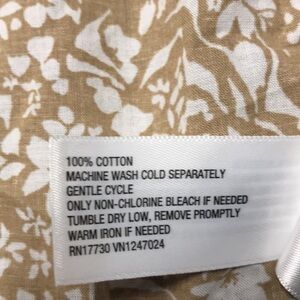 100% COTTON
MACHINE WASH COLD SEPARATELY
GENTLE CYCLE
ONLY NON-CHLORINE BLEACH IF NEEDED
TUMBLE DRY LOW, REMOVE PROMPTLY
WARM IRON IF NEEDED
RN17730 VN1247024